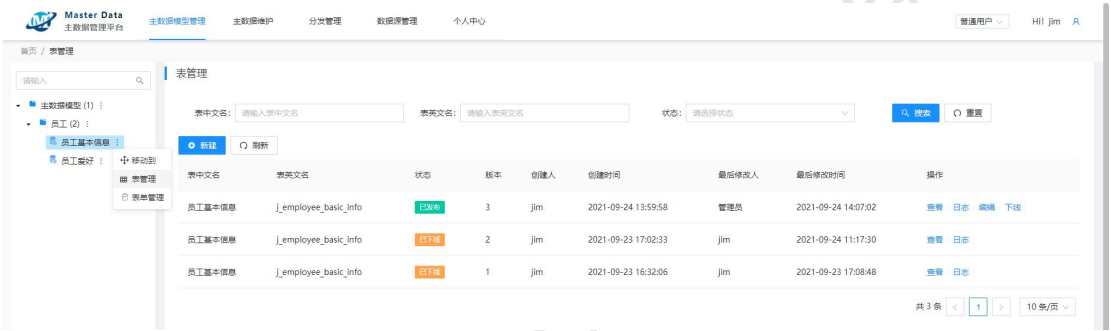 Master Data
主数据管理平台
主数据模型管理 主数据维护 分发管理 数据源管理 个人中心 普通用户 Hi! jim
首页 / 表管理
请输入
表管理
主数据模型 (1)
员工 (2)
员工基本信息
员工爱好
移动到
表管理
表单管理
表中文名: 请输入表中文名 表英文名: 请输入表英文名 状态: 请选择状态 搜索 重置
新建 刷新
表中文名 表英文名 状态 版本 创建人 创建时间 最后修改人 最后修改时间 操作
员工基本信息 j_employee_basic_info 已发布 3 jim 2021-09-24 13:59:58 管理员 2021-09-24 14:07:02 查看 日志 编辑 下线
员工基本信息 j_employee_basic_info 已下线 2 jim 2021-09-23 17:02:33 jim 2021-09-24 11:17:30 查看 日志
员工基本信息 j_employee_basic_info 已下线 1 jim 2021-09-23 16:32:06 jim 2021-09-23 17:08:48 查看 日志
共 3 条 < 1 > 10 条/页